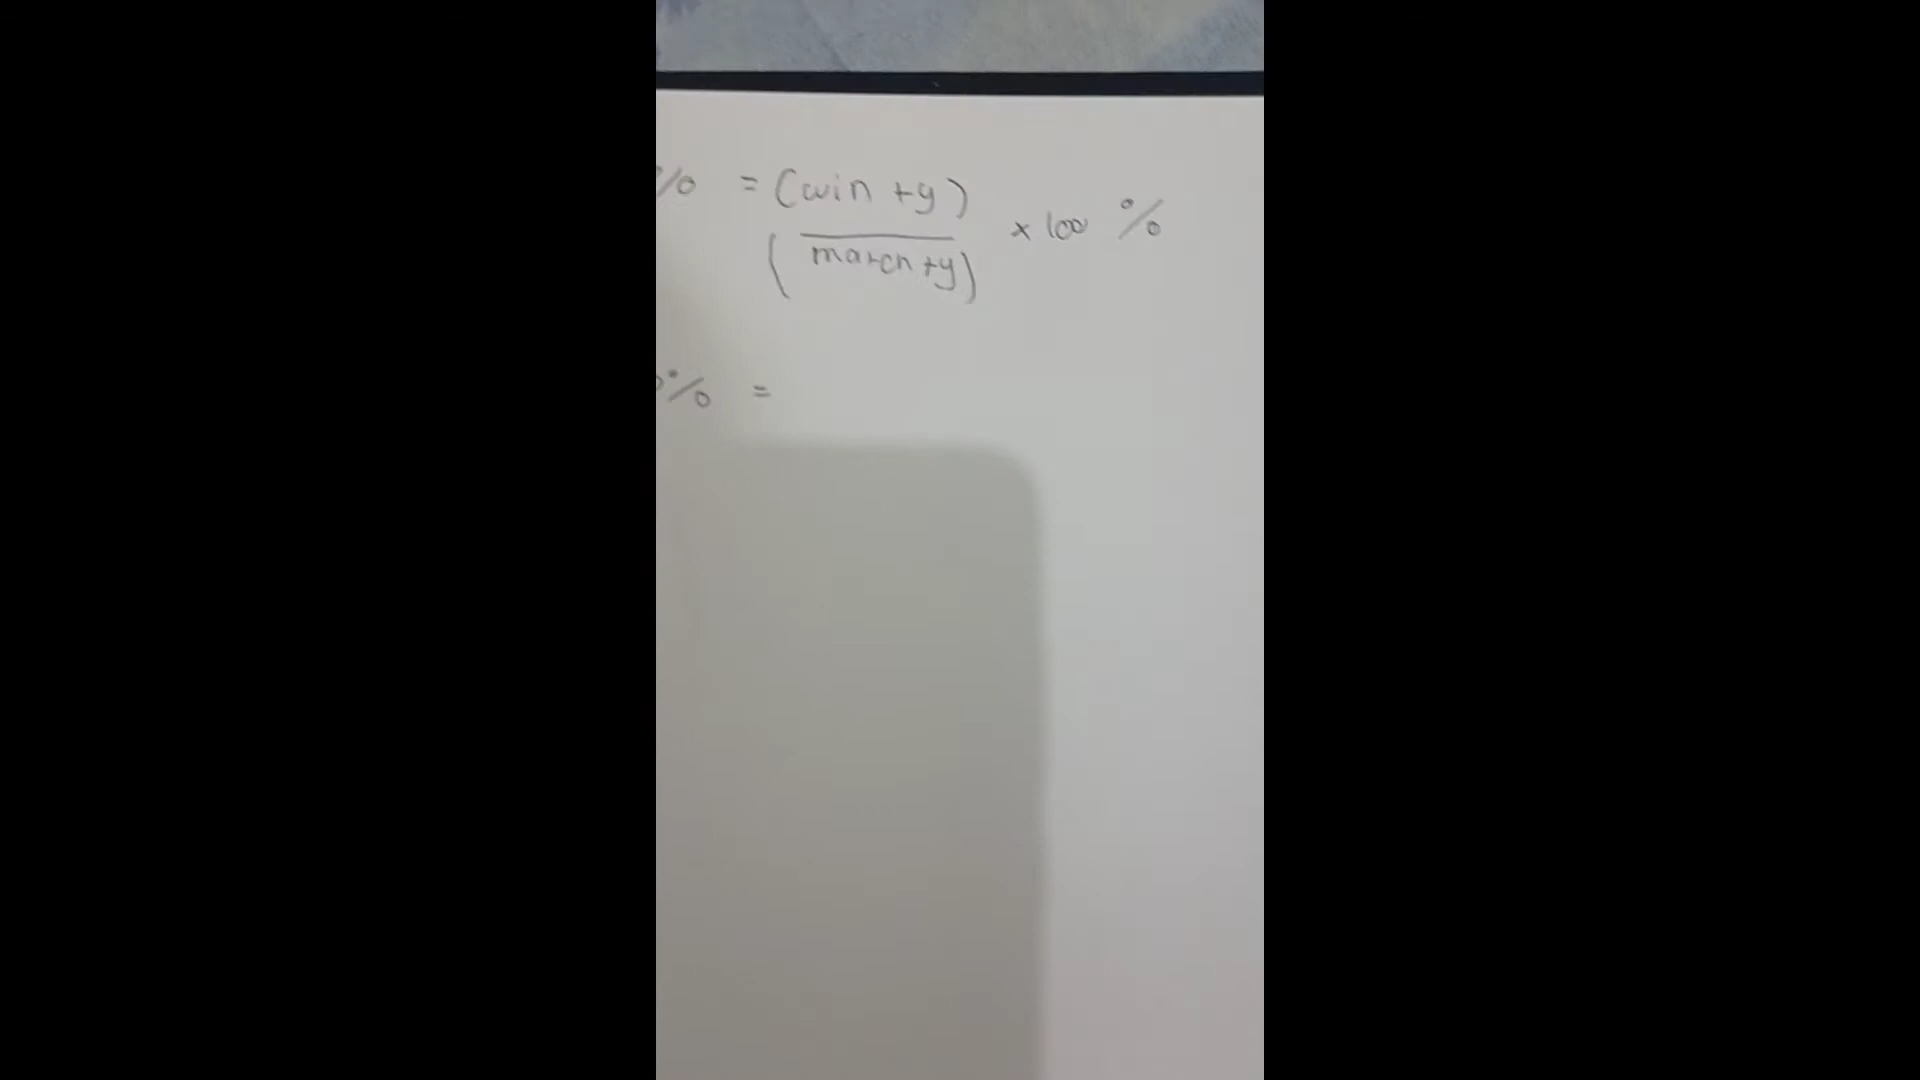 % = (win + y)
(match + y) × 100 %
% =